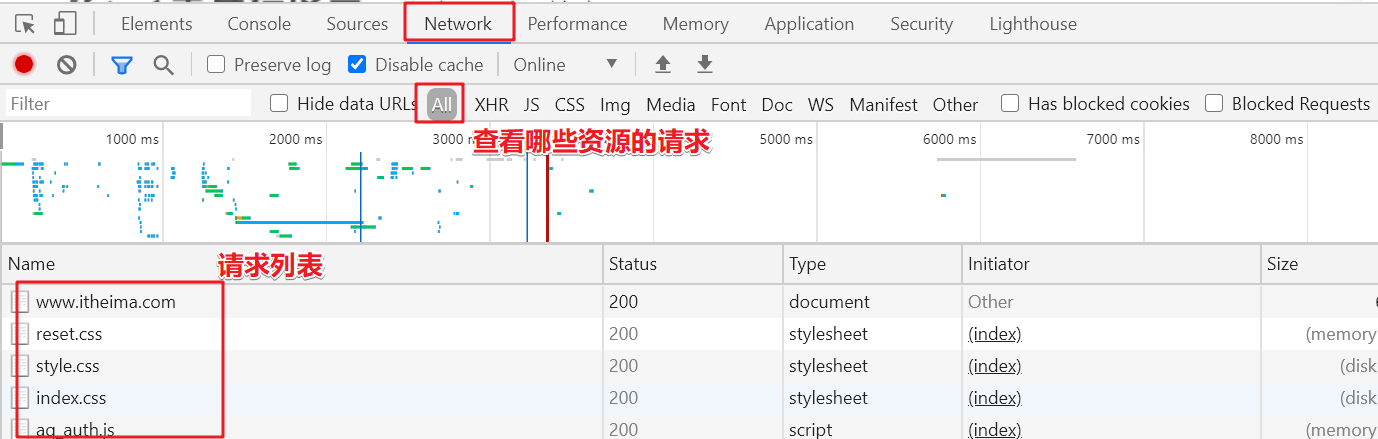 Elements Console Sources Network Performance Memory Application Security Lighthouse
Preserve log Disable cache Online
Filter Hide data URLs All XHR JS CSS Img Media Font Doc WS Manifest Other Has blocked cookies Blocked Requests
1000 ms 2000 ms 3000 5000 ms 6000 ms 7000 ms 8000 ms
查看哪些资源的请求
请求列表
Name Status Type Initiator Size
www.itheima.com 200 document Other
reset.css 200 stylesheet (index) (memory
style.css 200 stylesheet (index) (disk
index.css 200 stylesheet (index) (disk
aq_auth.js 200 script (index) (memory